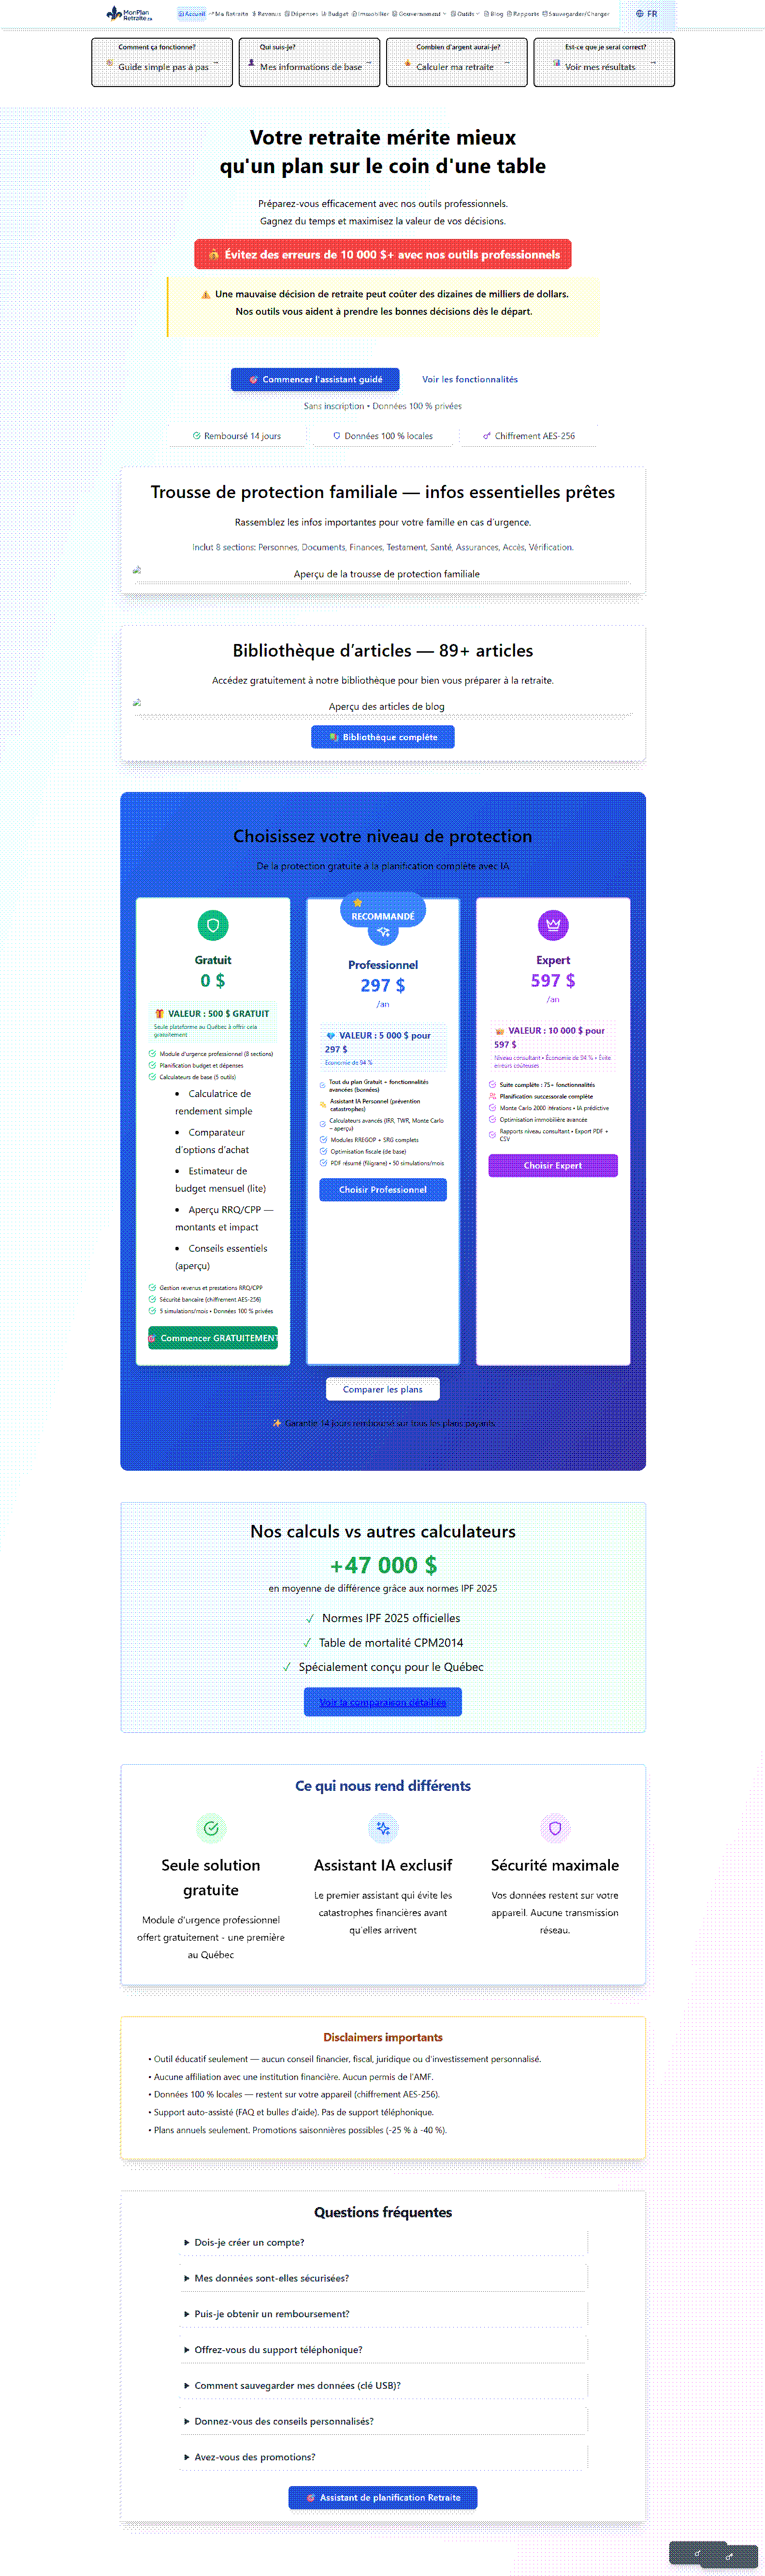 MonPlan
Retraite.ca
Accueil Ma Retraite Revenus Dépenses Budget Immobilier Gouvernement Outils Blog Rapports Sauvegarder/Charger
FR
Comment ça fonctionne?
Guide simple pas à pas →
Qui suis-je?
Mes informations de base →
Combien d'argent aurai-je?
Calculer ma retraite →
Est-ce que je serai correct?
Voir mes résultats →
Votre retraite mérite mieux
qu'un plan sur le coin d'une table
Préparez-vous efficacement avec nos outils professionnels.
Gagnez du temps et maximisez la valeur de vos décisions.
Évitez des erreurs de 10 000 $+ avec nos outils professionnels
Une mauvaise décision de retraite peut coûter des dizaines de milliers de dollars.
Nos outils vous aident à prendre les bonnes décisions dès le départ.
Commencer l'assistant guidé
Voir les fonctionnalités
Sans inscription • Données 100 % privées
Remboursé 14 jours
Données 100 % locales
Chiffrement AES-256
Trousse de protection familiale — infos essentielles prêtes
Rassemblez les infos importantes pour votre famille en cas d'urgence.
Inclut 8 sections: Personnes, Documents, Finances, Testament, Santé, Assurances, Accès, Vérification.
Aperçu de la trousse de protection familiale
Bibliothèque d'articles — 89+ articles
Accédez gratuitement à notre bibliothèque pour bien vous préparer à la retraite.
Aperçu des articles de blog
Bibliothèque complète
Choisissez votre niveau de protection
De la protection gratuite à la planification complète avec IA
Gratuit
0 $
VALEUR : 500 $ GRATUIT
Seule plateforme au Québec à offrir cela
gratuitement
Module d'urgence professionnel (8 sections)
Planification budget et dépenses
Calculateurs de base (5 outils)
• Calculatrice de
rendement simple
• Comparateur
d'options d'achat
• Estimateur de
budget mensuel (lite)
• Aperçu RRQ/CPP —
montants et impact
• Conseils essentiels
(aperçu)
Gestion revenus et prestations RRQ/CPP
Sécurité bancaire (chiffrement AES-256)
5 simulations/mois • Données 100 % privées
Commencer GRATUITEMENT
RECOMMANDÉ
Professionnel
297 $
/an
VALEUR : 5 000 $ pour
297 $
Économie de 94 %
Tout du plan Gratuit + fonctionnalités
avancées (bornées)
Assistant IA Personnel (prévention
catastrophes)
Calculateurs avancés (IRR, TWR, Monte Carlo
– aperçu)
Modules RREGOP + SRG complets
Optimisation fiscale (de base)
PDF résumé (filigrane) • 50 simulations/mois
Choisir Professionnel
Expert
597 $
/an
VALEUR : 10 000 $ pour
597 $
Niveau consultant • Économie de 94 % • Évite
erreurs coûteuses
Suite complète : 75+ fonctionnalités
Planification successorale complète
Monte Carlo 2000 itérations • IA prédictive
Optimisation immobilière avancée
Rapports niveau consultant • Export PDF +
CSV
Choisir Expert
Comparer les plans
Garantie 14 jours remboursé sur tous les plans payants
Nos calculs vs autres calculateurs
+47 000 $
en moyenne de différence grâce aux normes IPF 2025
✓ Normes IPF 2025 officielles
✓ Table de mortalité CPM2014
✓ Spécialement conçu pour le Québec
Voir la comparaison détaillée
Ce qui nous rend différents
Seule solution
gratuite
Module d'urgence professionnel
offert gratuitement - une première
au Québec
Assistant IA exclusif
Le premier assistant qui évite les
catastrophes financières avant
qu'elles arrivent
Sécurité maximale
Vos données restent sur votre
appareil. Aucune transmission
réseau.
Disclaimers importants
• Outil éducatif seulement — aucun conseil financier, fiscal, juridique ou d'investissement personnalisé.
• Aucune affiliation avec une institution financière. Aucun permis de l'AMF.
• Données 100 % locales — restent sur votre appareil (chiffrement AES-256).
• Support auto-assisté (FAQ et bulles d'aide). Pas de support téléphonique.
• Plans annuels seulement. Promotions saisonnières possibles (-25 % à -40 %).
Questions fréquentes
Dois-je créer un compte?
Mes données sont-elles sécurisées?
Puis-je obtenir un remboursement?
Offrez-vous du support téléphonique?
Comment sauvegarder mes données (clé USB)?
Donnez-vous des conseils personnalisés?
Avez-vous des promotions?
Assistant de planification Retraite